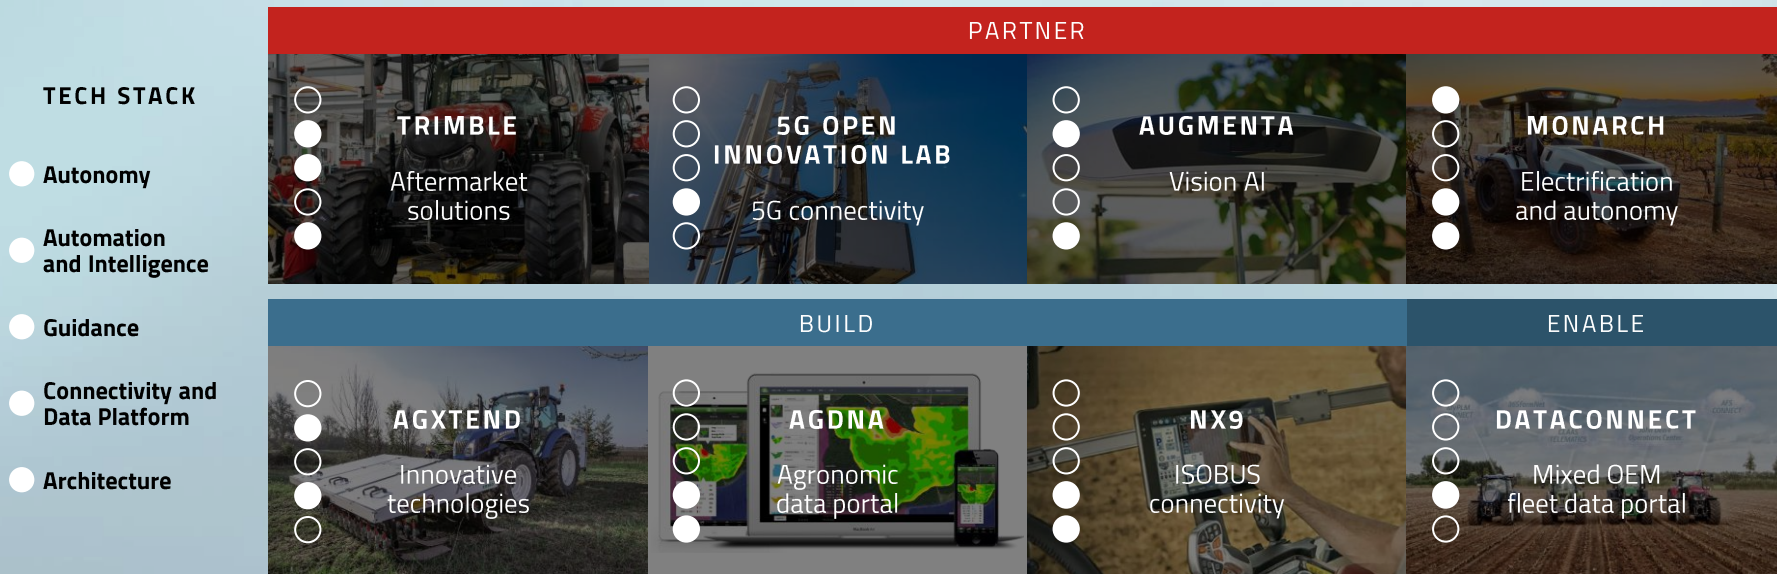 TECH STACK
Autonomy
Automation
and Intelligence
Guidance
Connectivity and
Data Platform
Architecture
PARTNER
TRIMBLE
Aftermarket
solutions
5G OPEN
INNOVATION LAB
5G connectivity
AUGMENTA
Vision AI
MONARCH
Electrification
and autonomy
BUILD
AGXTEND
Innovative
technologies
AGDNA
Agronomic
data portal
NX9
ISOBUS
connectivity
ENABLE
DATACONNECT
Mixed OEM
fleet data portal